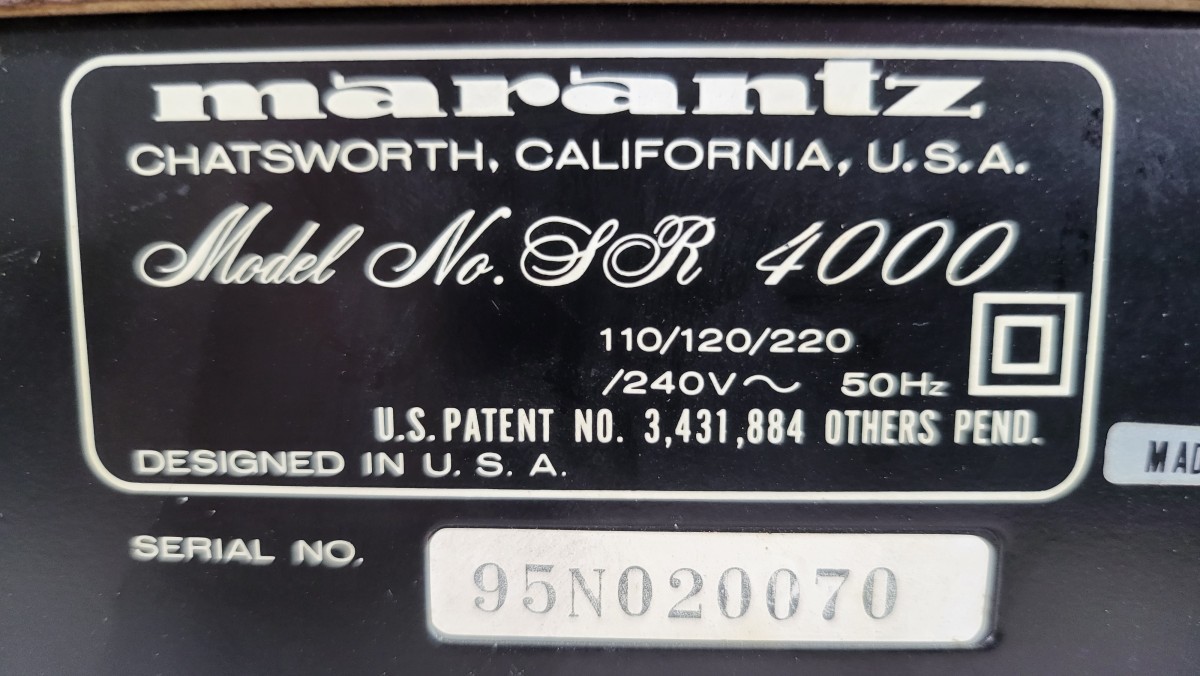 marantz
CHATSWORTH, CALIFORNIA, U.S.A.
Model No. SR 4000
110/120/220
/240V～ 50Hz
U.S. PATENT NO. 3,431,884 OTHERS PEND.
DESIGNED IN U. S. A.
SERIAL NO. 95N020070